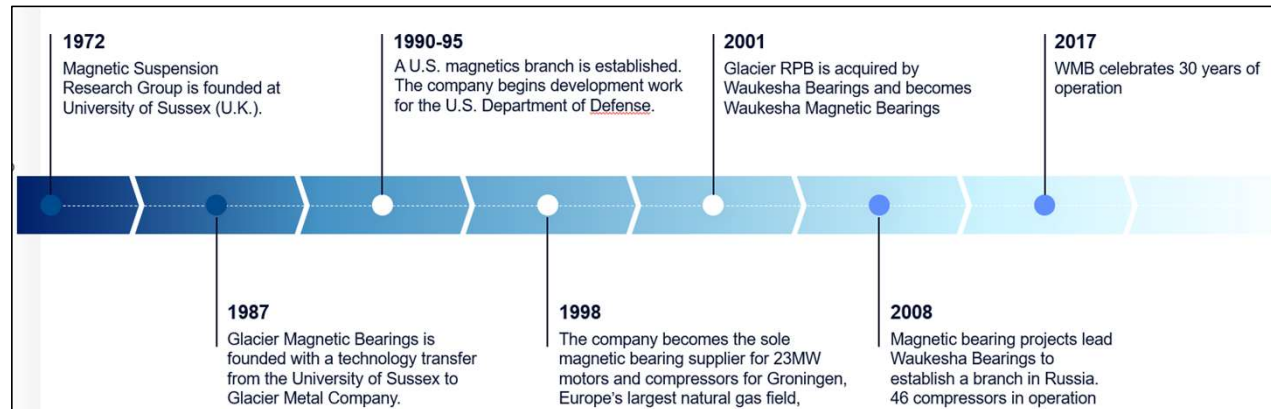 1972
Magnetic Suspension
Research Group is founded at
University of Sussex (U.K.).
1990-95
A U.S. magnetics branch is established.
The company begins development work
for the U.S. Department of Defense.
2001
Glacier RPB is acquired by
Waukesha Bearings and becomes
Waukesha Magnetic Bearings
2017
WMB celebrates 30 years of
operation
1987
Glacier Magnetic Bearings is
founded with a technology transfer
from the University of Sussex to
Glacier Metal Company.
1998
The company becomes the sole
magnetic bearing supplier for 23MW
motors and compressors for Groningen,
Europe's largest natural gas field,
2008
Magnetic bearing projects lead
Waukesha Bearings to
establish a branch in Russia.
46 compressors in operation